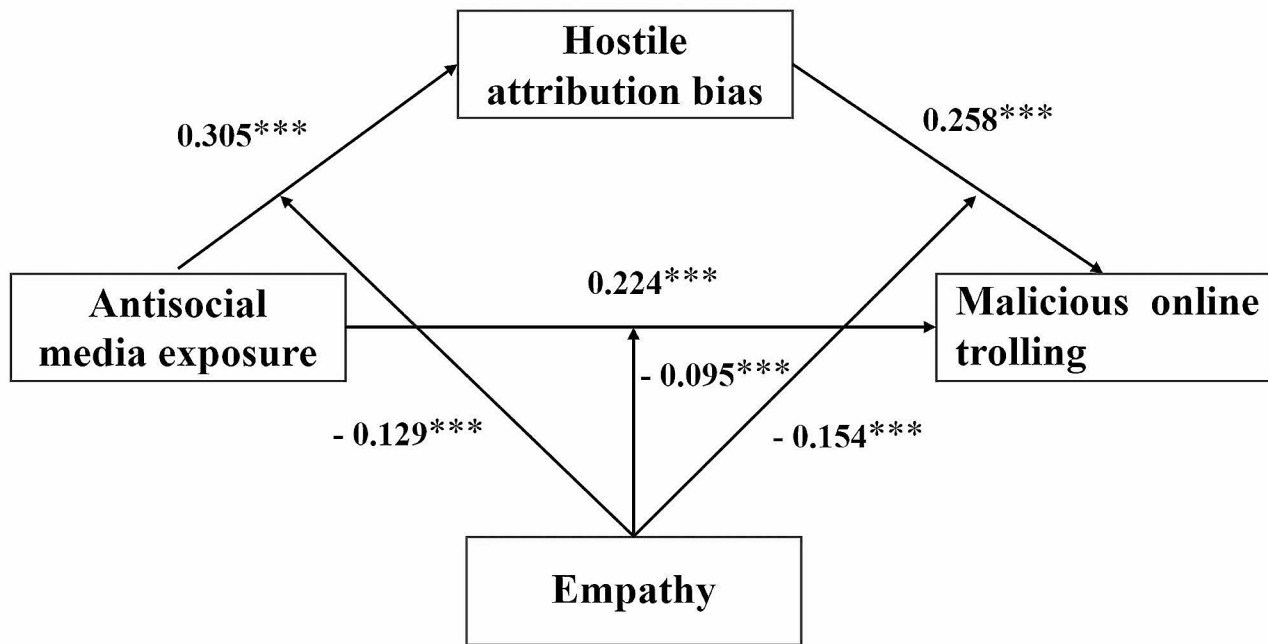 Hostile
attribution bias
0.305***
0.258***
0.224***
Antisocial
media exposure
Malicious online
trolling
- 0.095***
- 0.129***
- 0.154***
Empathy